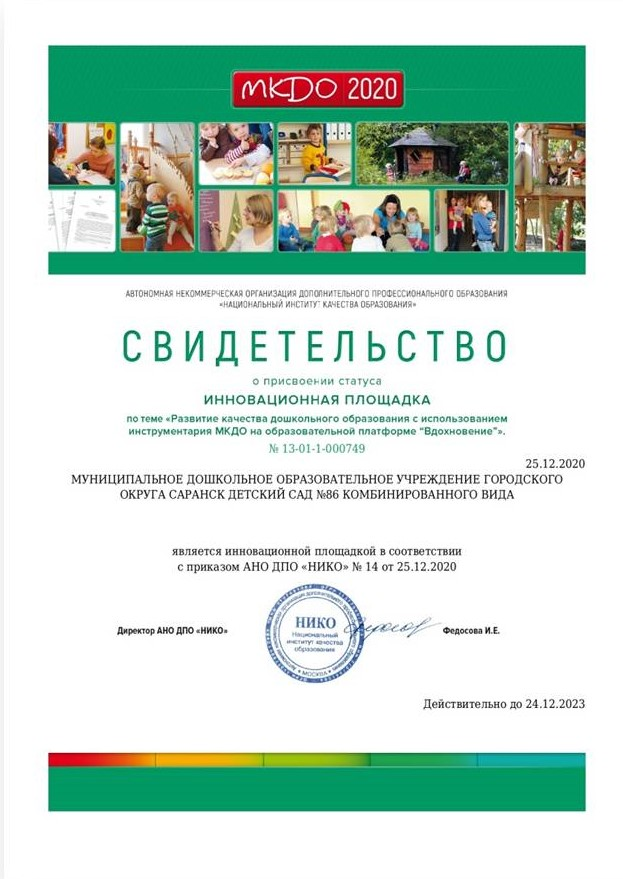 МКДО 2020
АВТОНОМНАЯ НЕКОММЕРЧЕСКАЯ ОРГАНИЗАЦИЯ ДОПОЛНИТЕЛЬНОГО ПРОФЕССИОНАЛЬНОГО ОБРАЗОВАНИЯ
«НАЦИОНАЛЬНЫЙ ИНСТИТУТ КАЧЕСТВА ОБРАЗОВАНИЯ»
СВИДЕТЕЛЬСТВО
о присвоении статуса
ИННОВАЦИОННАЯ ПЛОЩАДКА
по теме «Развитие качества дошкольного образования с использованием
инструментария МКДО на образовательной платформе “Вдохновение”».
№ 13-01-1-000749
25.12.2020
МУНИЦИПАЛЬНОЕ ДОШКОЛЬНОЕ ОБРАЗОВАТЕЛЬНОЕ УЧРЕЖДЕНИЕ ГОРОДСКОГО
ОКРУГА САРАНСК ДЕТСКИЙ САД №86 КОМБИНИРОВАННОГО ВИДА
является инновационной площадкой в соответствии
с приказом АНО ДПО «НИКО» № 14 от 25.12.2020
Директор АНО ДПО «НИКО»
НИКО
Национальный
институт качества
образования
МОСКВА
Федосова И.Е.
Действительно до 24.12.2023